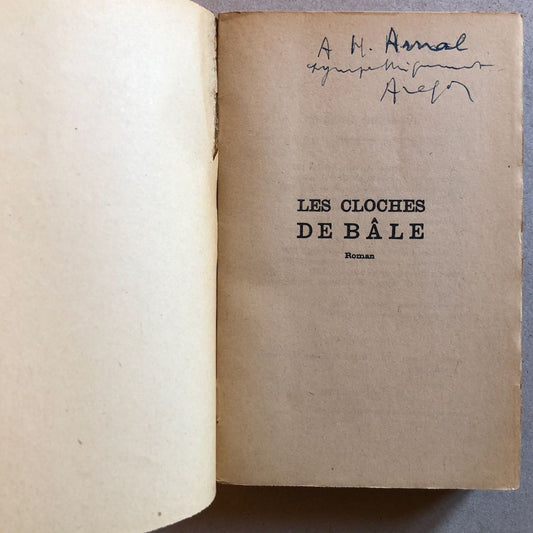 A M. Arnal
sympathiquement
Aragon
LES CLOCHES
DE BÂLE
Roman